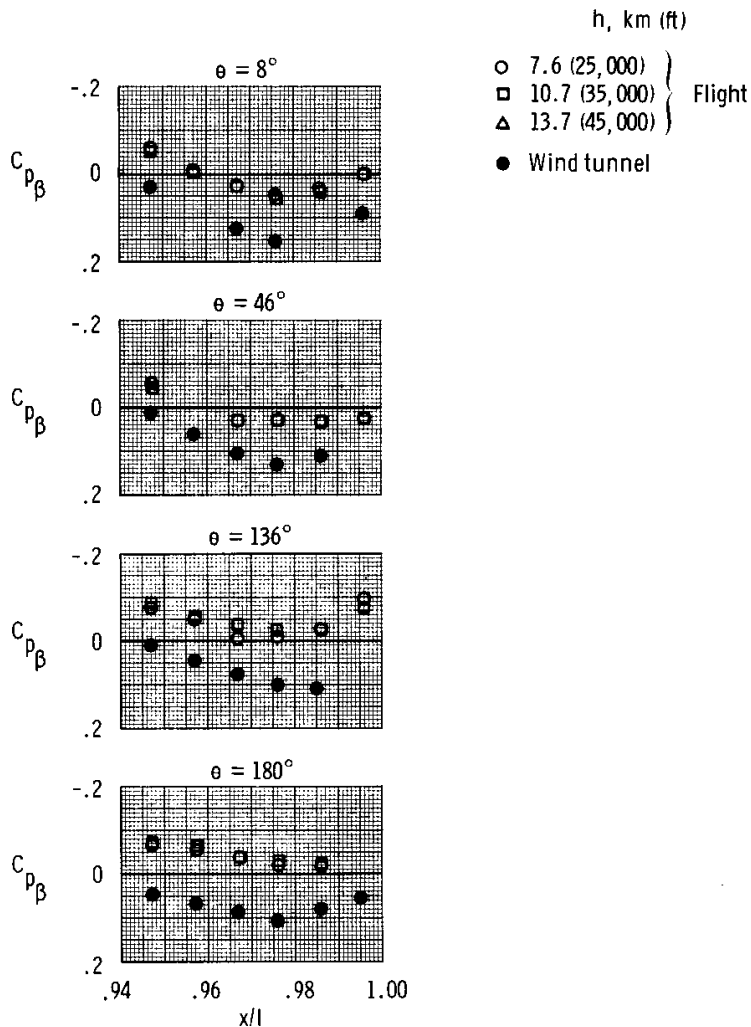 h, km (ft)
7.6 (25,000)
10.7 (35,000)
13.7 (45,000)
Flight
Wind tunnel
θ = 8°
-.2
0
.2
C_pβ
θ = 46°
-.2
0
.2
C_pβ
θ = 136°
-.2
0
.2
C_pβ
θ = 180°
-.2
0
.2
C_pβ
.94 .96 .98 1.00
x/l